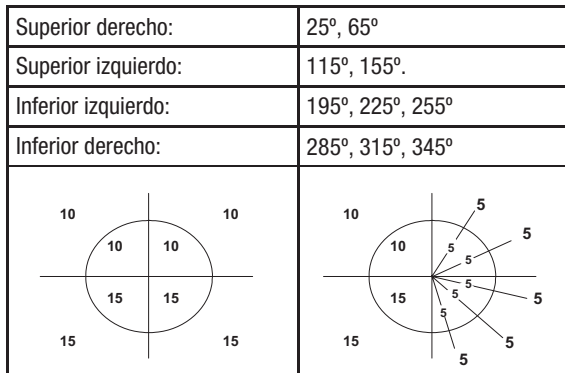 Superior derecho: 25º, 65º
Superior izquierdo: 115º, 155º.
Inferior izquierdo: 195º, 225º, 255º
Inferior derecho: 285º, 315º, 345º
10 10
10 10
15 15
15 15
10 5
10 5 5
5
5
15 5 5
5
15 5
5